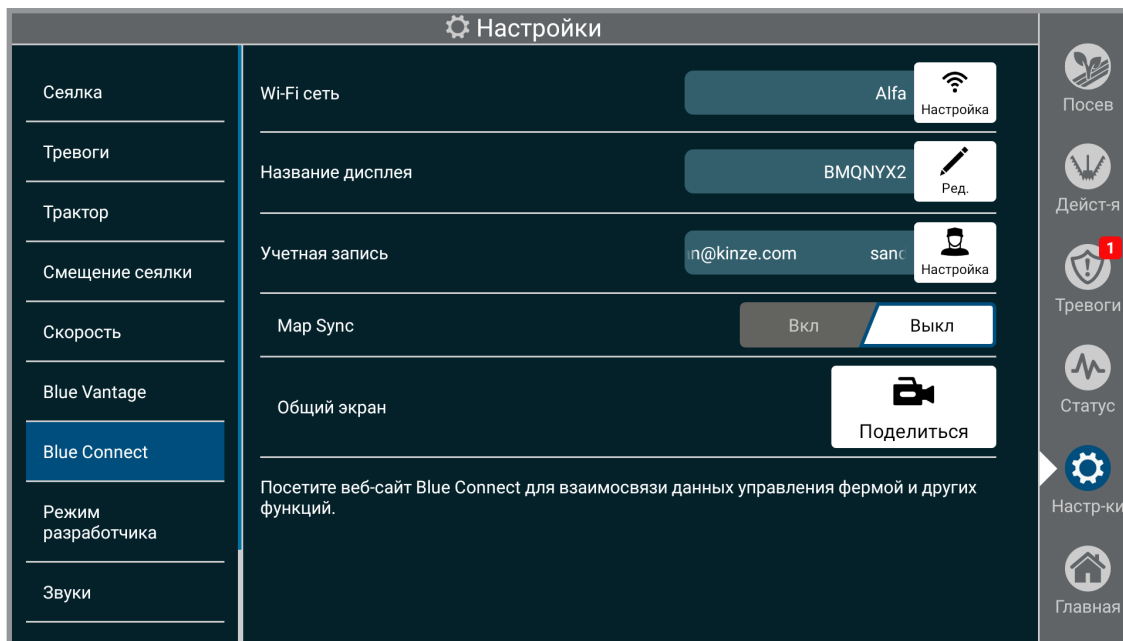 Настройки
Сеялка
Тревоги
Трактор
Смещение сеялки
Скорость
Blue Vantage
Blue Connect
Режим
разработчика
Звуки
Wi-Fi сеть
Alfa
Настройка
Название дисплея
BMQNYX2
Ред.
Учетная запись
n@kinze.com
Настройка
Map Sync
Вкл
Выкл
Общий экран
Поделиться
Посетите веб-сайт Blue Connect для взаимосвязи данных управления фермой и других
функций.
Посев
Дейст-я
1
Тревоги
Статус
Настр-ки
Главная